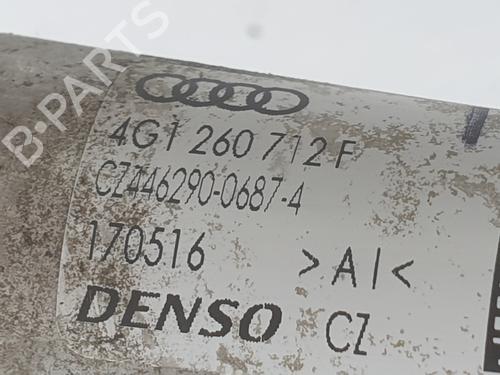 B-PARTS
4G1 260 712 F
CZ446290-0687-4
170516 >AI<
DENSO CZ